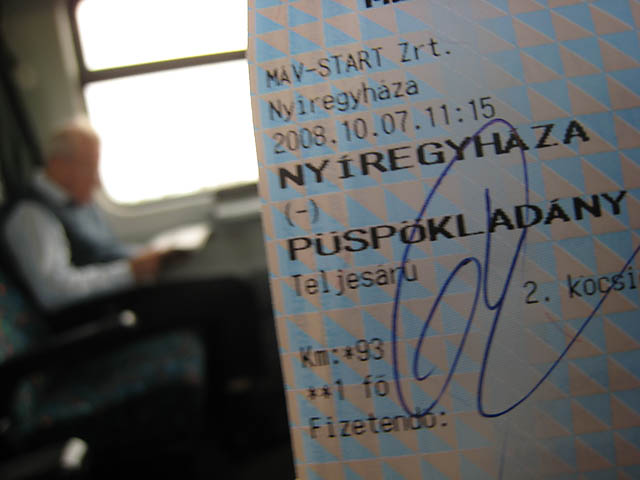 MÁV-START Zrt.
Nyíregyháza
2008.10.07.11:15
NYÍREGYHÁZA
(-)
PÜSPÖKLADÁNY
Teljesárú
2. kocsi
Km:*93
**1 fő
Fizetendő: